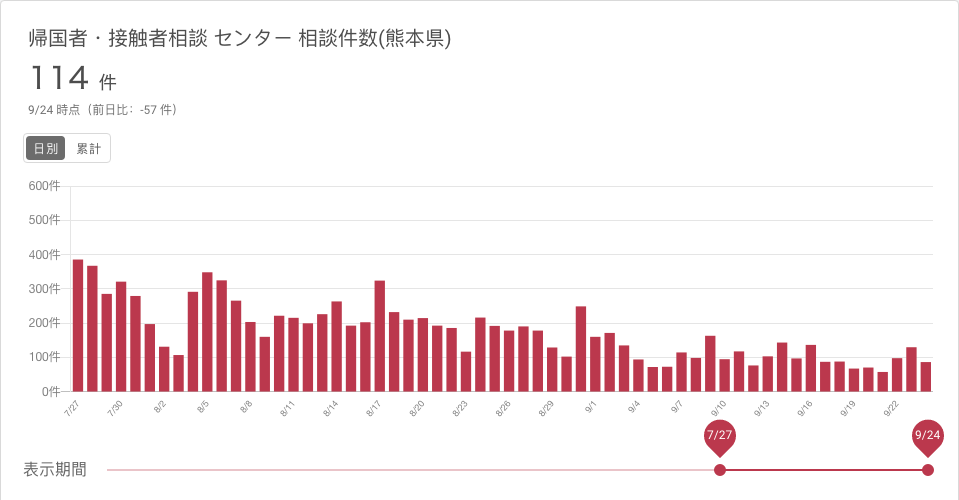 帰国者・接触者相談 センター 相談件数(熊本県)
114 件
9/24 時点（前日比：-57 件）
日別 累計
600件
500件
400件
300件
200件
100件
0件
7/27 7/30 8/2 8/5 8/8 8/11 8/14 8/17 8/20 8/23 8/26 8/29 9/1 9/4 9/7 9/10 9/13 9/16 9/19 9/22
7/27 9/24
表示期間